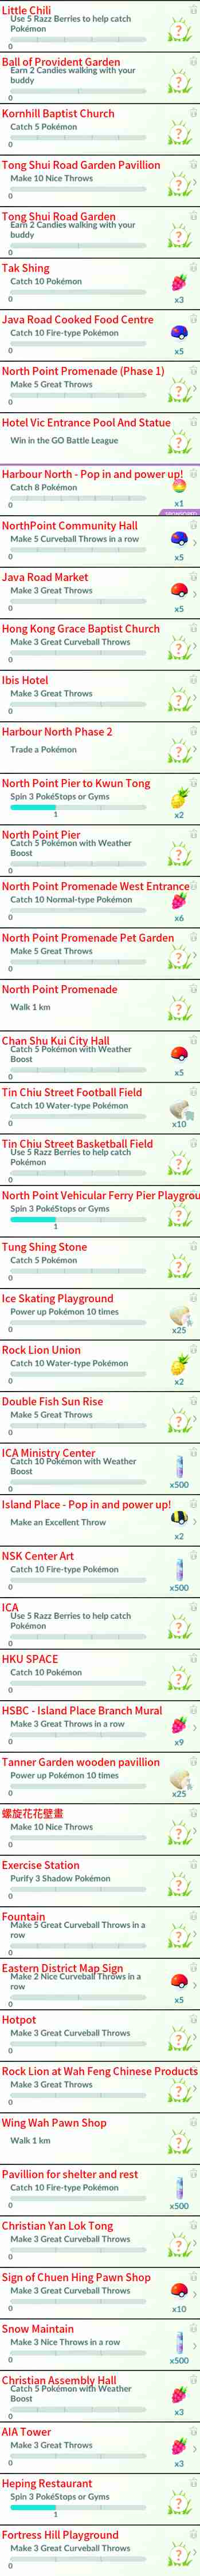 Little Chili
Use 5 Razz Berries to help catch
Pokémon
0
?
Ball of Provident Garden
Earn 2 Candies walking with your
buddy
0
?
Kornhill Baptist Church
Catch 5 Pokémon
0
?
Tong Shui Road Garden Pavillion
Make 10 Nice Throws
0
?
Tong Shui Road Garden
Earn 2 Candies walking with your
buddy
0
?
Tak Shing
Catch 10 Pokémon
0
x3
Java Road Cooked Food Centre
Catch 10 Fire-type Pokémon
0
x5
North Point Promenade (Phase 1)
Make 5 Great Throws
0
?
Hotel Vic Entrance Pool And Statue
Win in the GO Battle League
?
Harbour North - Pop in and power up!
Catch 8 Pokémon
0
x1
SPONSORED
NorthPoint Community Hall
Make 5 Curveball Throws in a row
0
x5
Java Road Market
Make 3 Great Throws
0
x5
Hong Kong Grace Baptist Church
Make 3 Great Curveball Throws
0
?
Ibis Hotel
Make 3 Great Throws
0
?
Harbour North Phase 2
Trade a Pokémon
?
North Point Pier to Kwun Tong
Spin 3 PokéStops or Gyms
1
x2
North Point Pier
Catch 5 Pokémon with Weather
Boost
0
?
North Point Promenade West Entrance
Catch 10 Normal-type Pokémon
0
x6
North Point Promenade Pet Garden
Make 5 Great Throws
0
?
North Point Promenade
Walk 1 km
?
Chan Shu Kui City Hall
Catch 5 Pokémon with Weather
Boost
0
x5
Tin Chiu Street Football Field
Catch 10 Water-type Pokémon
0
x10
Tin Chiu Street Basketball Field
Use 5 Razz Berries to help catch
Pokémon
0
?
North Point Vehicular Ferry Pier Playgrou
Spin 3 PokéStops or Gyms
1
?
Tung Shing Stone
Catch 5 Pokémon
0
?
Ice Skating Playground
Power up Pokémon 10 times
0
x25
Rock Lion Union
Catch 10 Water-type Pokémon
0
x2
Double Fish Sun Rise
Make 5 Great Throws
0
?
ICA Ministry Center
Catch 10 Pokémon with Weather
Boost
0
x500
Island Place - Pop in and power up!
Make an Excellent Throw
x2
NSK Center Art
Catch 10 Fire-type Pokémon
0
x500
ICA
Use 5 Razz Berries to help catch
Pokémon
0
?
HKU SPACE
Catch 10 Pokémon
0
?
HSBC - Island Place Branch Mural
Make 3 Great Throws in a row
0
x9
Tanner Garden wooden pavillion
Power up Pokémon 10 times
0
x25
螺旋花花壁畫
Make 10 Nice Throws
0
?
Exercise Station
Purify 3 Shadow Pokémon
0
?
Fountain
Make 5 Great Curveball Throws in a
row
0
?
Eastern District Map Sign
Make 2 Nice Curveball Throws in a
row
0
x5
Hotpot
Make 3 Great Curveball Throws
0
?
Rock Lion at Wah Feng Chinese Products
Make 3 Great Throws
0
?
Wing Wah Pawn Shop
Walk 1 km
?
Pavillion for shelter and rest
Catch 10 Fire-type Pokémon
0
x500
Christian Yan Lok Tong
Make 3 Great Curveball Throws
0
?
Sign of Chuen Hing Pawn Shop
Make 3 Great Curveball Throws
0
x10
Snow Maintain
Make 3 Nice Throws in a row
0
x500
Christian Assembly Hall
Catch 5 Pokémon with Weather
Boost
0
x3
AIA Tower
Make 3 Great Throws
0
x3
Heping Restaurant
Spin 3 PokéStops or Gyms
1
?
Fortress Hill Playground
Make 3 Great Curveball Throws
0
?